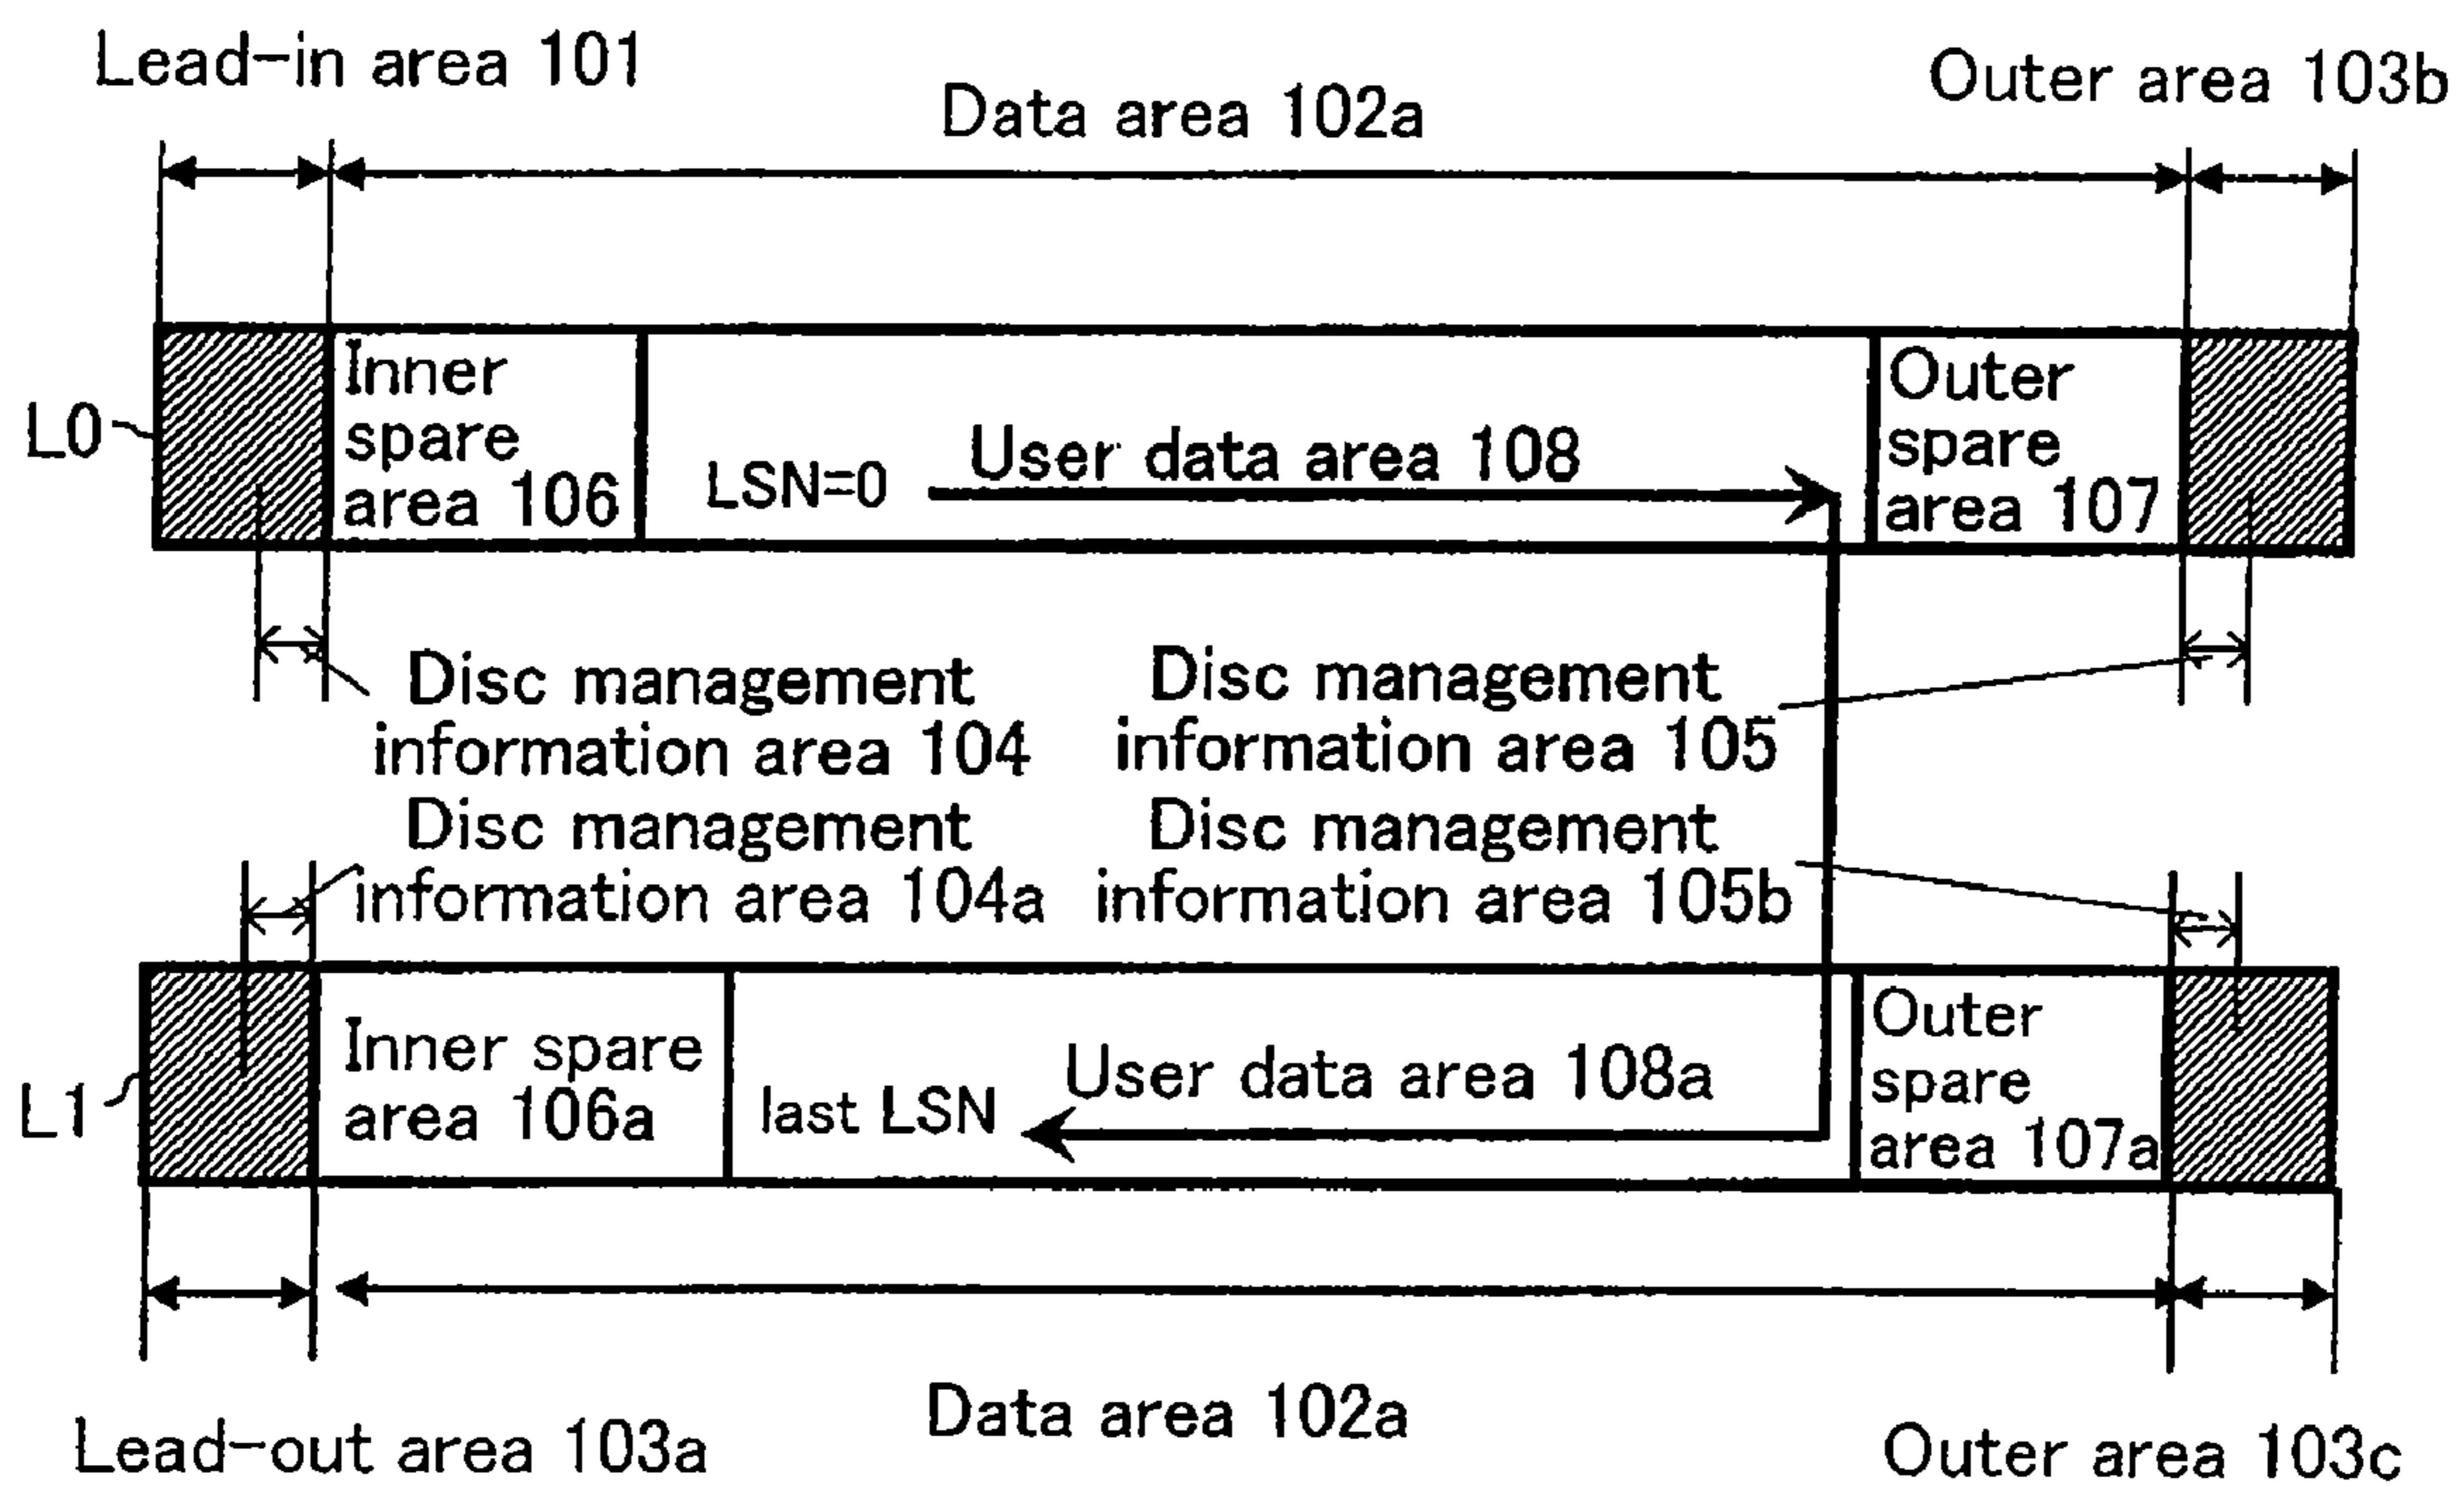 Lead-in area 101
Data area 102a
Outer area 103b
L0
Inner
spare
area 106
LSN=0
User data area 108
Outer
spare
area 107
Disc management
information area 104
Disc management
information area 105
Disc management
information area 104a
Disc management
information area 105b
L1
Inner spare
area 106a
last LSN
User data area 108a
Outer
spare
area 107a
Lead-out area 103a
Data area 102a
Outer area 103c